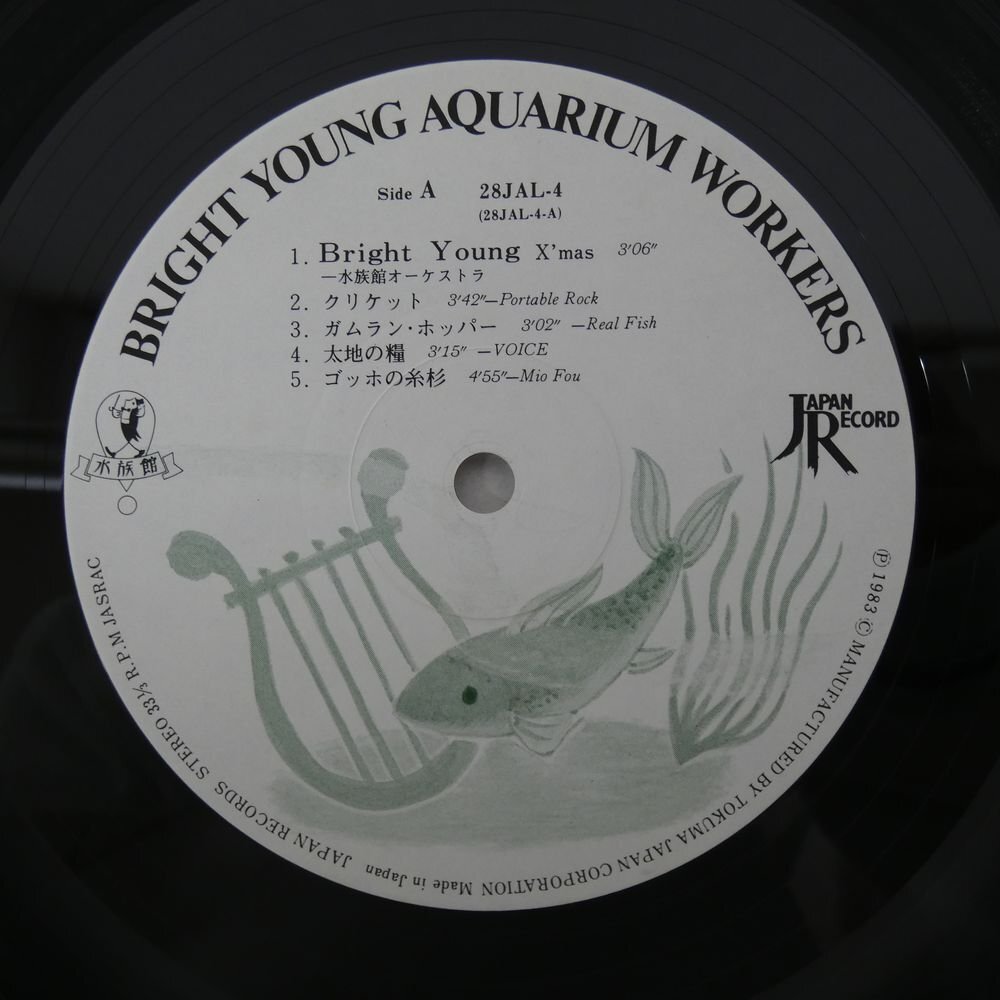 BRIGHT YOUNG AQUARIUM WORKERS
Side A 28JAL-4
(28JAL-4-A)
1. Bright Young X'mas 3′06″
—水族館オーケストラ
2. クリケット 3′42″—Portable Rock
3. ガムラン・ホッパー 3′02″ —Real Fish
4. 太地の糧 3′15″ —VOICE
5. ゴッホの糸杉 4′55″—Mio Fou
水族館
JAPAN RECORD
JR
Ⓟ 1983 Ⓒ MANUFACTURED BY TOKUMA JAPAN CORPORATION Made in Japan JAPAN RECORDS STEREO 33⅓ R.P.M JASRAC